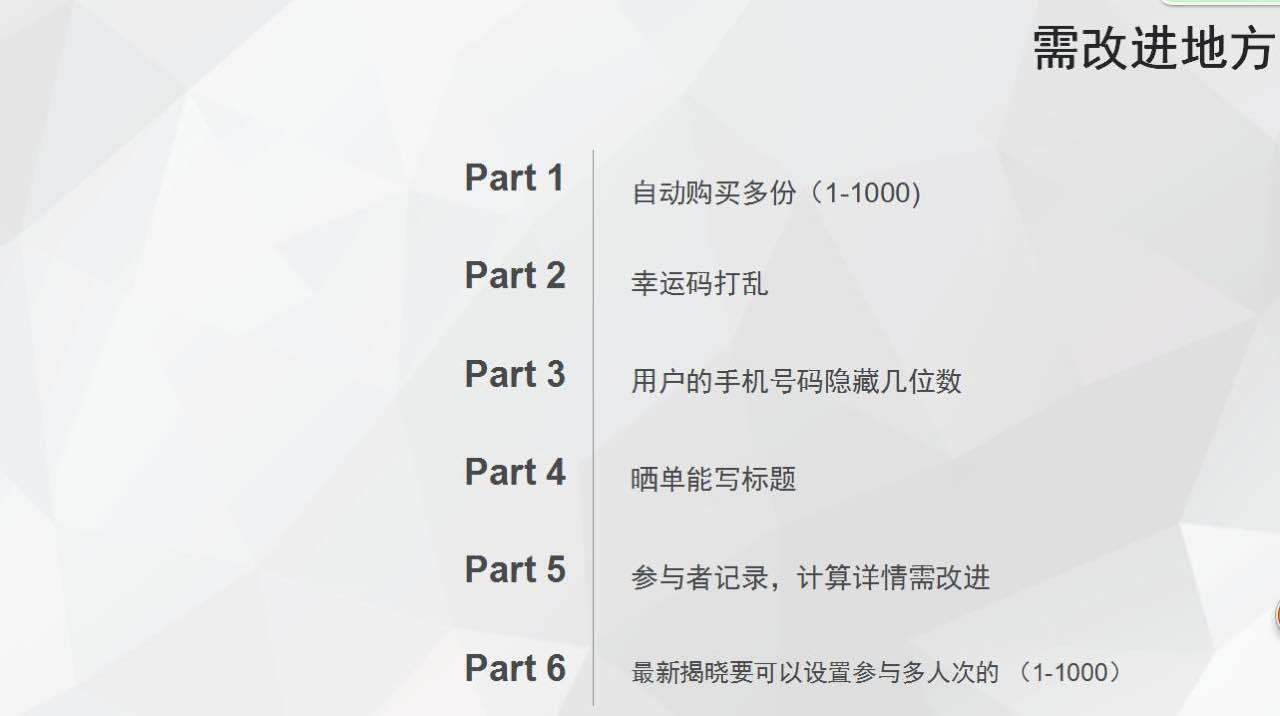 需改进地方
Part 1
自动购买多份（1-1000)
Part 2
幸运码打乱
Part 3
用户的手机号码隐藏几位数
Part 4
晒单能写标题
Part 5
参与者记录，计算详情需改进
Part 6
最新揭晓要可以设置参与多人次的 （1-1000）